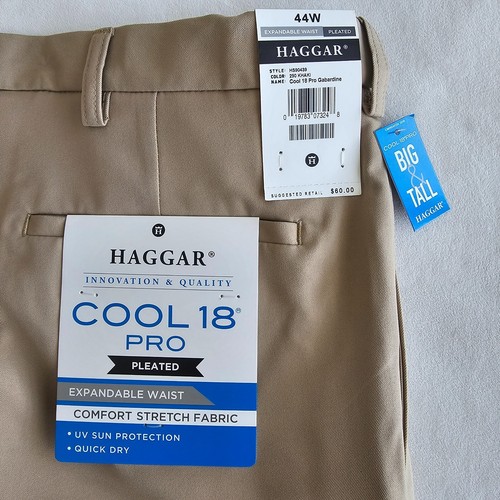 44W
EXPANDABLE WAIST PLEATED
HAGGAR®
STYLE: HS90439
COLOR: 250 KHAKI
NAME: Cool 18 Pro Gabardine
0 19783 07324 8
H
SUGGESTED RETAIL $60.00
COOL 18 PRO
BIG
&
TALL
HAGGAR
H
HAGGAR®
INNOVATION & QUALITY
COOL 18®
PRO
PLEATED
EXPANDABLE WAIST
COMFORT STRETCH FABRIC
• UV SUN PROTECTION
• QUICK DRY